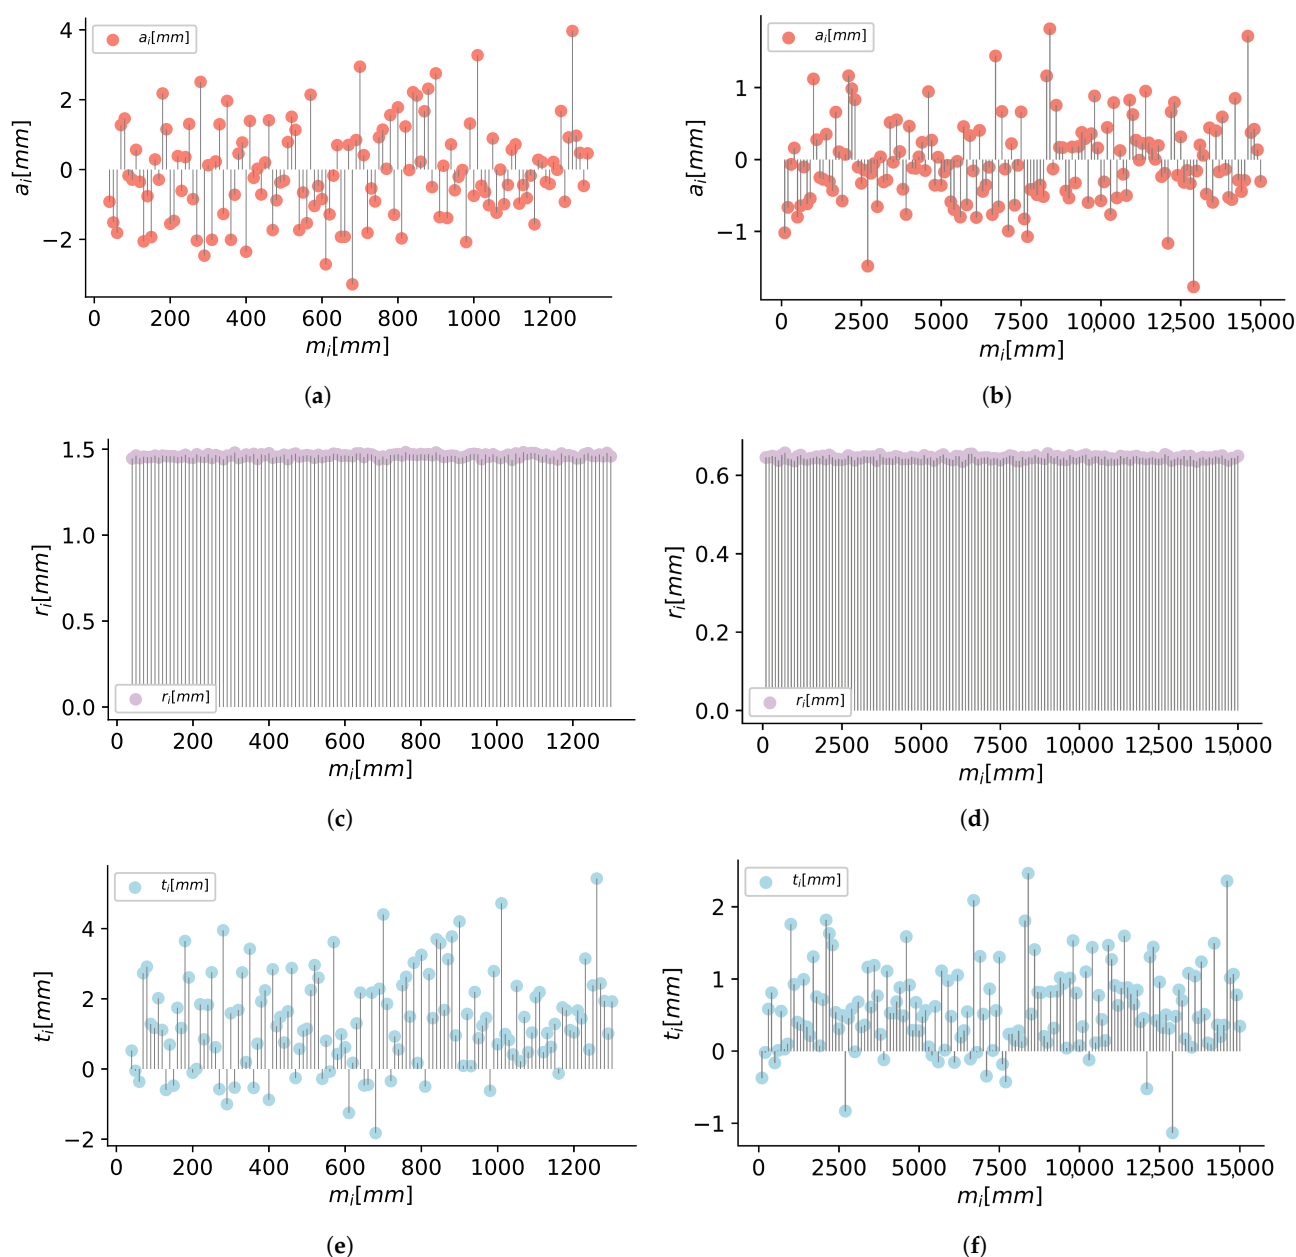 a_i[mm]
4
2
0
−2
a_i[mm]
0 200 400 600 800 1000 1200
m_i[mm]
(a)
a_i[mm]
1
0
−1
a_i[mm]
0 2500 5000 7500 10,000 12,500 15,000
m_i[mm]
(b)
1.5
1.0
0.5
0.0
r_i[mm]
r_i[mm]
0 200 400 600 800 1000 1200
m_i[mm]
(c)
0.6
0.4
0.2
0.0
r_i[mm]
r_i[mm]
0 2500 5000 7500 10,000 12,500 15,000
m_i[mm]
(d)
t_i[mm]
4
2
0
−2
t_i[mm]
0 200 400 600 800 1000 1200
m_i[mm]
(e)
t_i[mm]
2
1
0
−1
t_i[mm]
0 2500 5000 7500 10,000 12,500 15,000
m_i[mm]
(f)